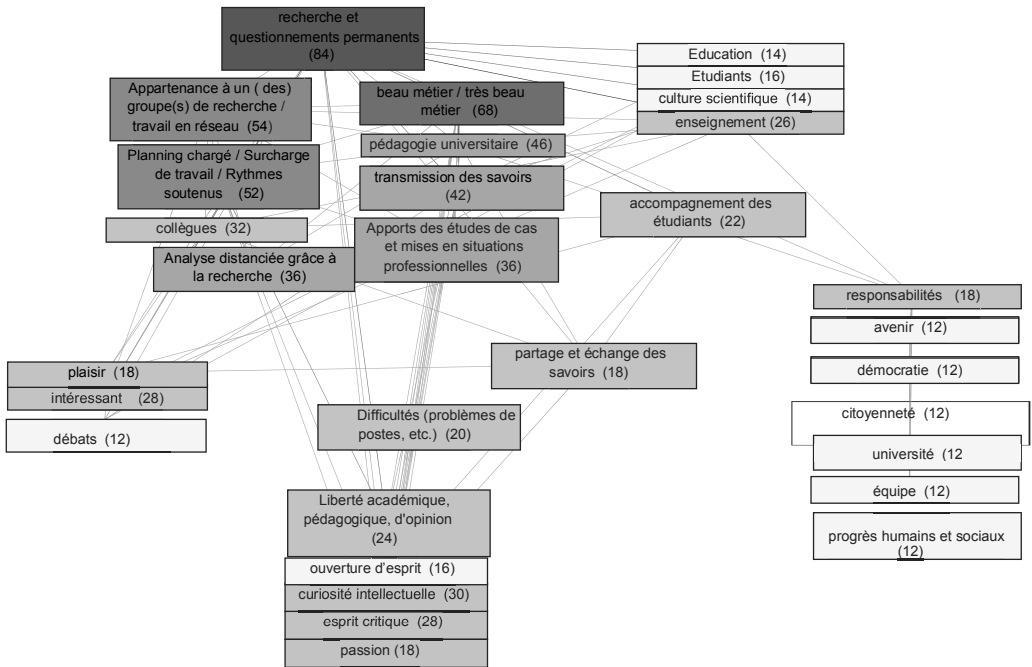 recherche et
questionnements permanents
(84)
Education (14)
Etudiants (16)
culture scientifique (14)
enseignement (26)
Appartenance à un ( des)
groupe(s) de recherche /
travail en réseau (54)
beau métier / très beau
métier (68)
pédagogie universitaire (46)
Planning chargé / Surcharge
de travail / Rythmes
soutenus (52)
transmission des savoirs
(42)
accompagnement des
étudiants (22)
collègues (32)
Apports des études de cas
et mises en situations
professionnelles (36)
Analyse distanciée grâce à
la recherche (36)
responsabilités (18)
avenir (12)
démocratie (12)
citoyenneté (12)
université (12
équipe (12)
progrès humains et sociaux
(12)
partage et échange des
savoirs (18)
plaisir (18)
intéressant (28)
débats (12)
Difficultés (problèmes de
postes, etc.) (20)
Liberté académique,
pédagogique, d'opinion
(24)
ouverture d'esprit (16)
curiosité intellectuelle (30)
esprit critique (28)
passion (18)